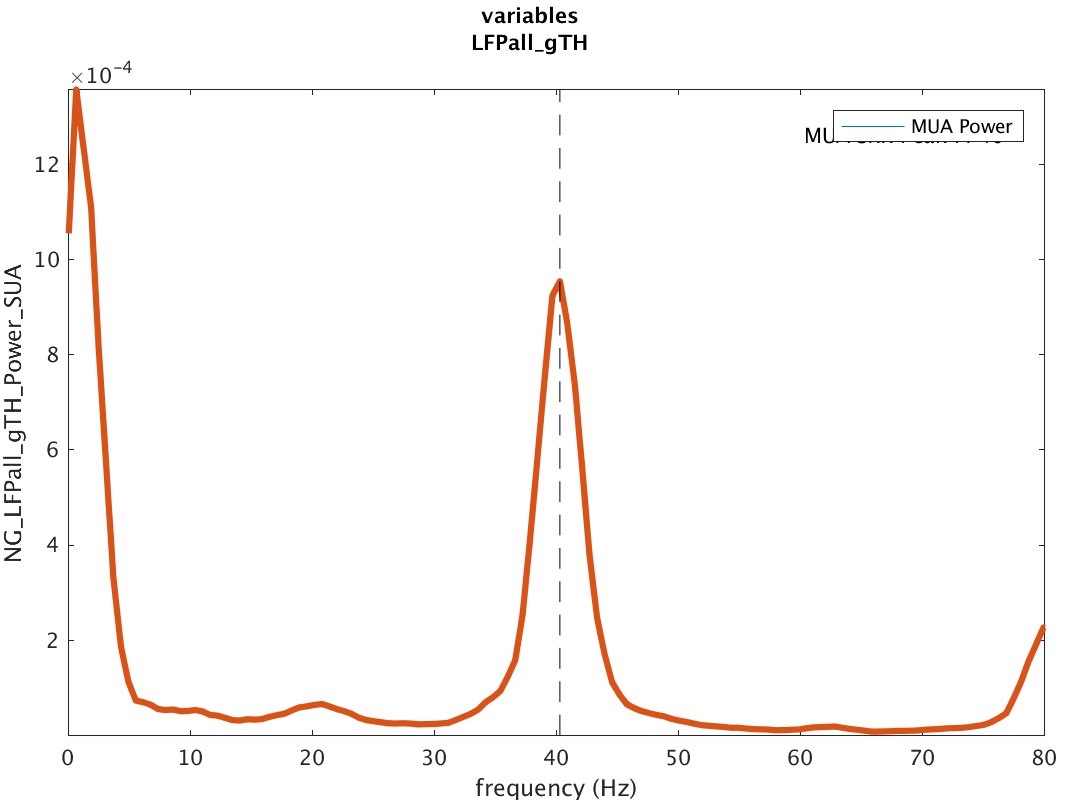 variables
LFPall_gTH
×10⁻⁴
MUA Power
12
10
8
6
4
2
NG_LFPall_gTH_Power_SUA
0 10 20 30 40 50 60 70 80
frequency (Hz)